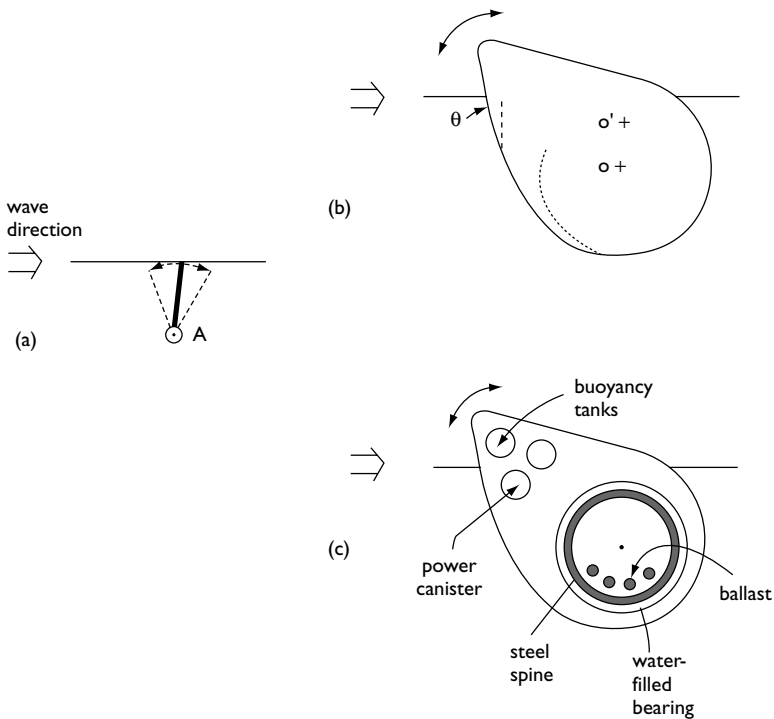 (b)
θ
o' +
o +
wave
direction
(a)
A
(c)
buoyancy
tanks
power
canister
ballast
steel
spine
water-
filled
bearing